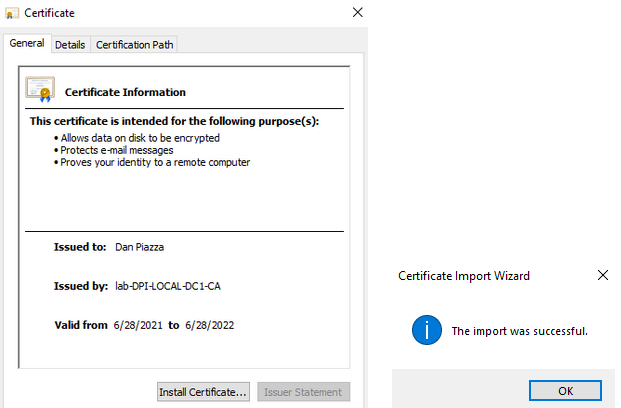 Certificate
General Details Certification Path
Certificate Information
This certificate is intended for the following purpose(s):
• Allows data on disk to be encrypted
• Protects e-mail messages
• Proves your identity to a remote computer
Issued to: Dan Piazza
Issued by: lab-DPI-LOCAL-DC1-CA
Valid from 6/28/2021 to 6/28/2022
Install Certificate... Issuer Statement
Certificate Import Wizard
The import was successful.
OK